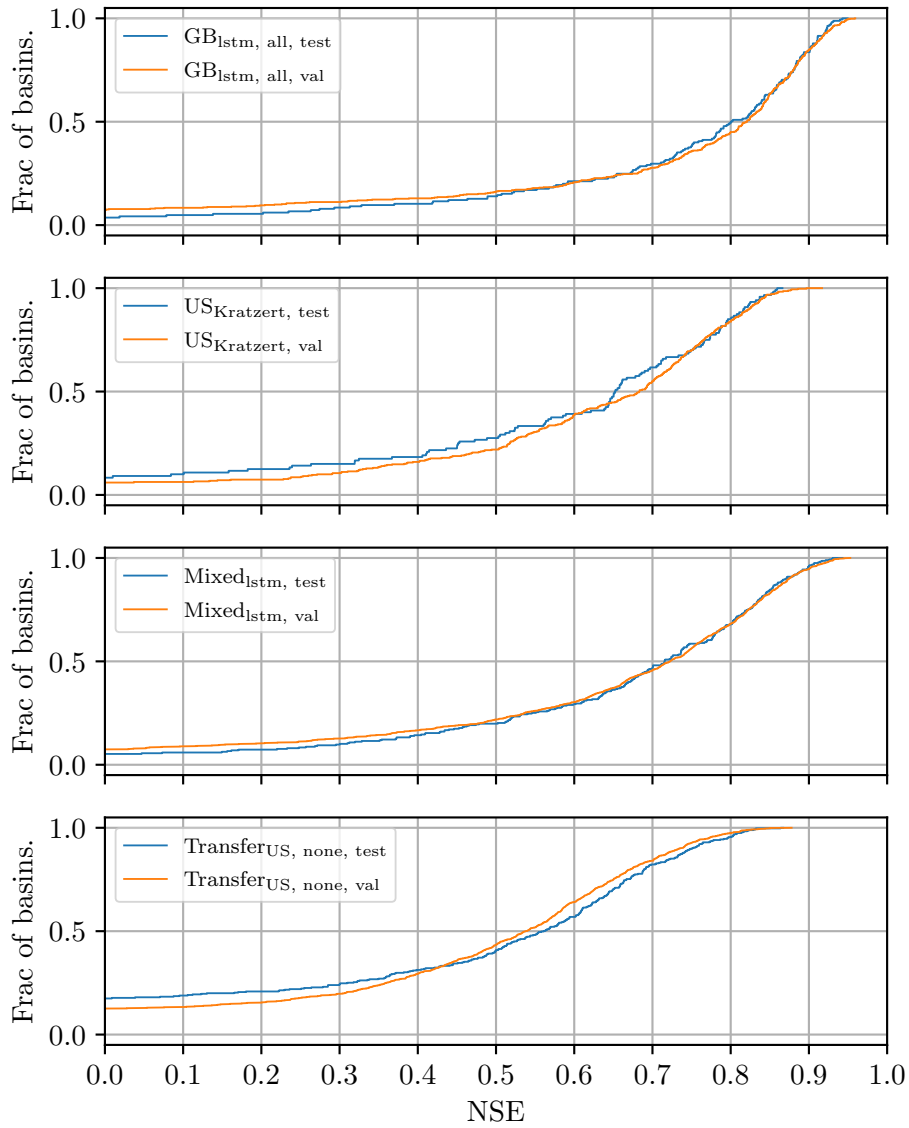 1.0
0.5
0.0
Frac of basins.
GB_lstm, all, test
GB_lstm, all, val
1.0
0.5
0.0
Frac of basins.
US_Kratzert, test
US_Kratzert, val
1.0
0.5
0.0
Frac of basins.
Mixed_lstm, test
Mixed_lstm, val
1.0
0.5
0.0
Frac of basins.
Transfer_US, none, test
Transfer_US, none, val
0.0 0.1 0.2 0.3 0.4 0.5 0.6 0.7 0.8 0.9 1.0
NSE